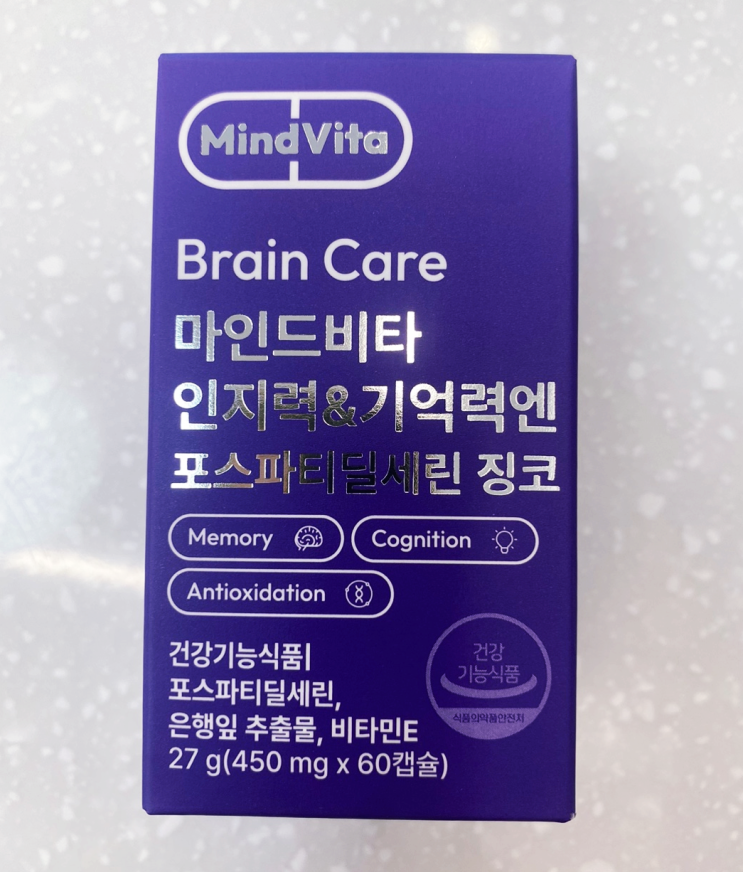 MindVita
Brain Care
마인드비타
인지력&기억력엔
포스파티딜세린 징코
Memory
Cognition
Antioxidation
건강기능식품|
포스파티딜세린,
은행잎 추출물, 비타민E
27 g(450 mg x 60캡슐)
건강
기능식품
식품의약품안전처